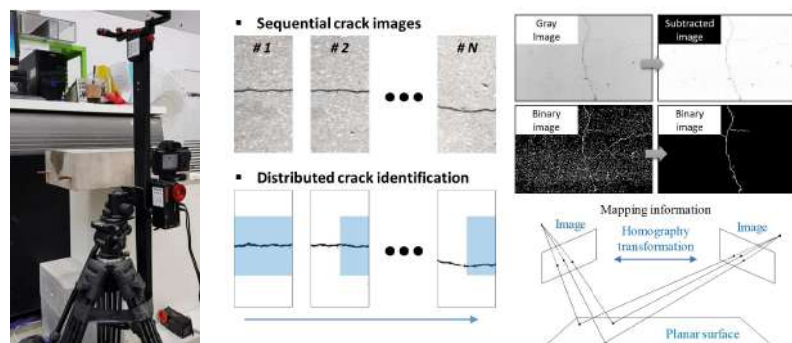 ▪ Sequential crack images
# 1
# 2
# N
▪ Distributed crack identification
Gray
Image
Subtracted
image
Binary
image
Binary
image
Mapping information
Image
Homography
transformation
Image
Planar surface